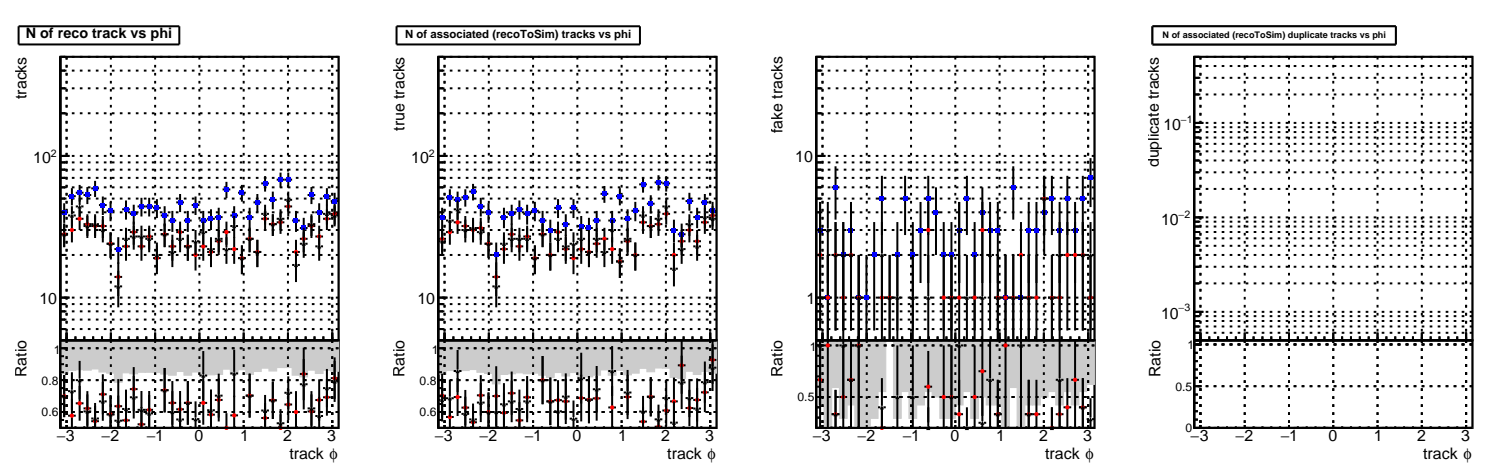 N of reco track vs phi
tracks
10²
10
Ratio
1
0.8
0.6
−3 −2 −1 0 1 2 3
track ϕ
N of associated (recoToSim) tracks vs phi
true tracks
10²
10
Ratio
1
0.8
0.6
−3 −2 −1 0 1 2 3
track ϕ
fake tracks
10
1
Ratio
1
0.5
−3 −2 −1 0 1 2 3
track ϕ
N of associated (recoToSim) duplicate tracks vs phi
duplicate tracks
10⁻¹
10⁻²
10⁻³
Ratio
1
0.5
0
−3 −2 −1 0 1 2 3
track ϕ